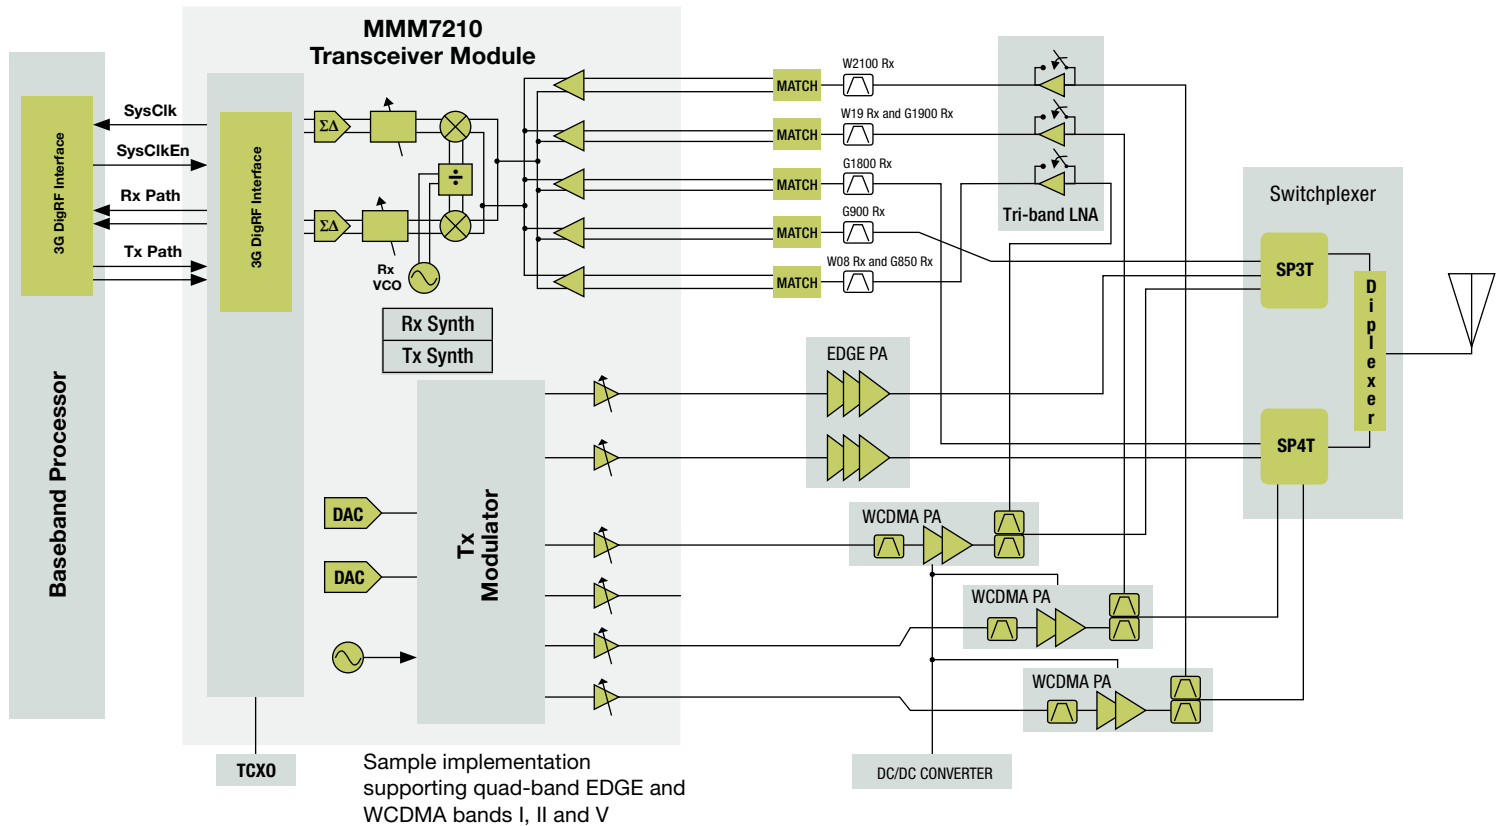 MMM7210
Transceiver Module
Baseband Processor
3G DigRF Interface
SysClk
SysClkEn
Rx Path
Tx Path
3G DigRF Interface
ΣΔ
ΣΔ
÷
Rx
VCO
Rx Synth
Tx Synth
MATCH
MATCH
MATCH
MATCH
MATCH
W2100 Rx
W19 Rx and G1900 Rx
G1800 Rx
G900 Rx
W08 Rx and G850 Rx
Tri-band LNA
Switchplexer
SP3T
Diplexer
SP4T
EDGE PA
DAC
DAC
Tx
Modulator
WCDMA PA
WCDMA PA
WCDMA PA
TCXO
DC/DC CONVERTER
Sample implementation
supporting quad-band EDGE and
WCDMA bands I, II and V